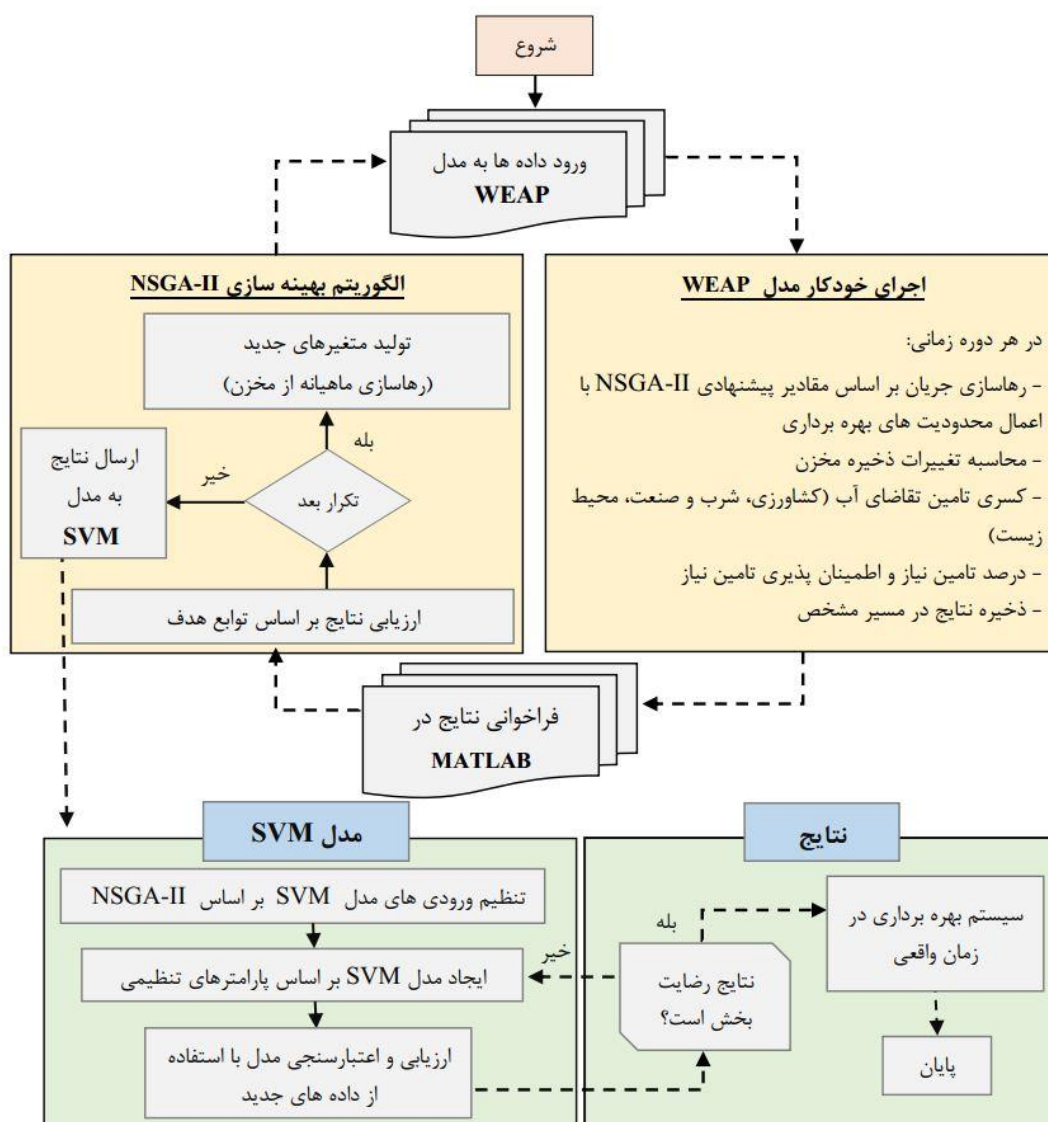 شروع
ورود داده ها به مدل
WEAP
الگوریتم بهینه سازی NSGA-II
تولید متغیرهای جدید
(رهاسازی ماهیانه از مخزن)
بله
تکرار بعد
خیر
ارسال نتایج
به مدل
SVM
ارزیابی نتایج بر اساس توابع هدف
اجرای خودکار مدل WEAP
در هر دوره زمانی:
- رهاسازی جریان بر اساس مقادیر پیشنهادی NSGA-II با
اعمال محدودیت های بهره برداری
- محاسبه تغییرات ذخیره مخزن
- کسری تامین تقاضای آب (کشاورزی، شرب و صنعت، محیط
زیست)
- درصد تامین نیاز و اطمینان پذیری تامین نیاز
- ذخیره نتایج در مسیر مشخص
فراخوانی نتایج در
MATLAB
مدل SVM
تنظیم ورودی های مدل SVM بر اساس NSGA-II
ایجاد مدل SVM بر اساس پارامترهای تنظیمی
ارزیابی و اعتبارسنجی مدل با استفاده
از داده های جدید
نتایج
خیر
بله
نتایج رضایت
بخش است؟
سیستم بهره برداری در
زمان واقعی
پایان